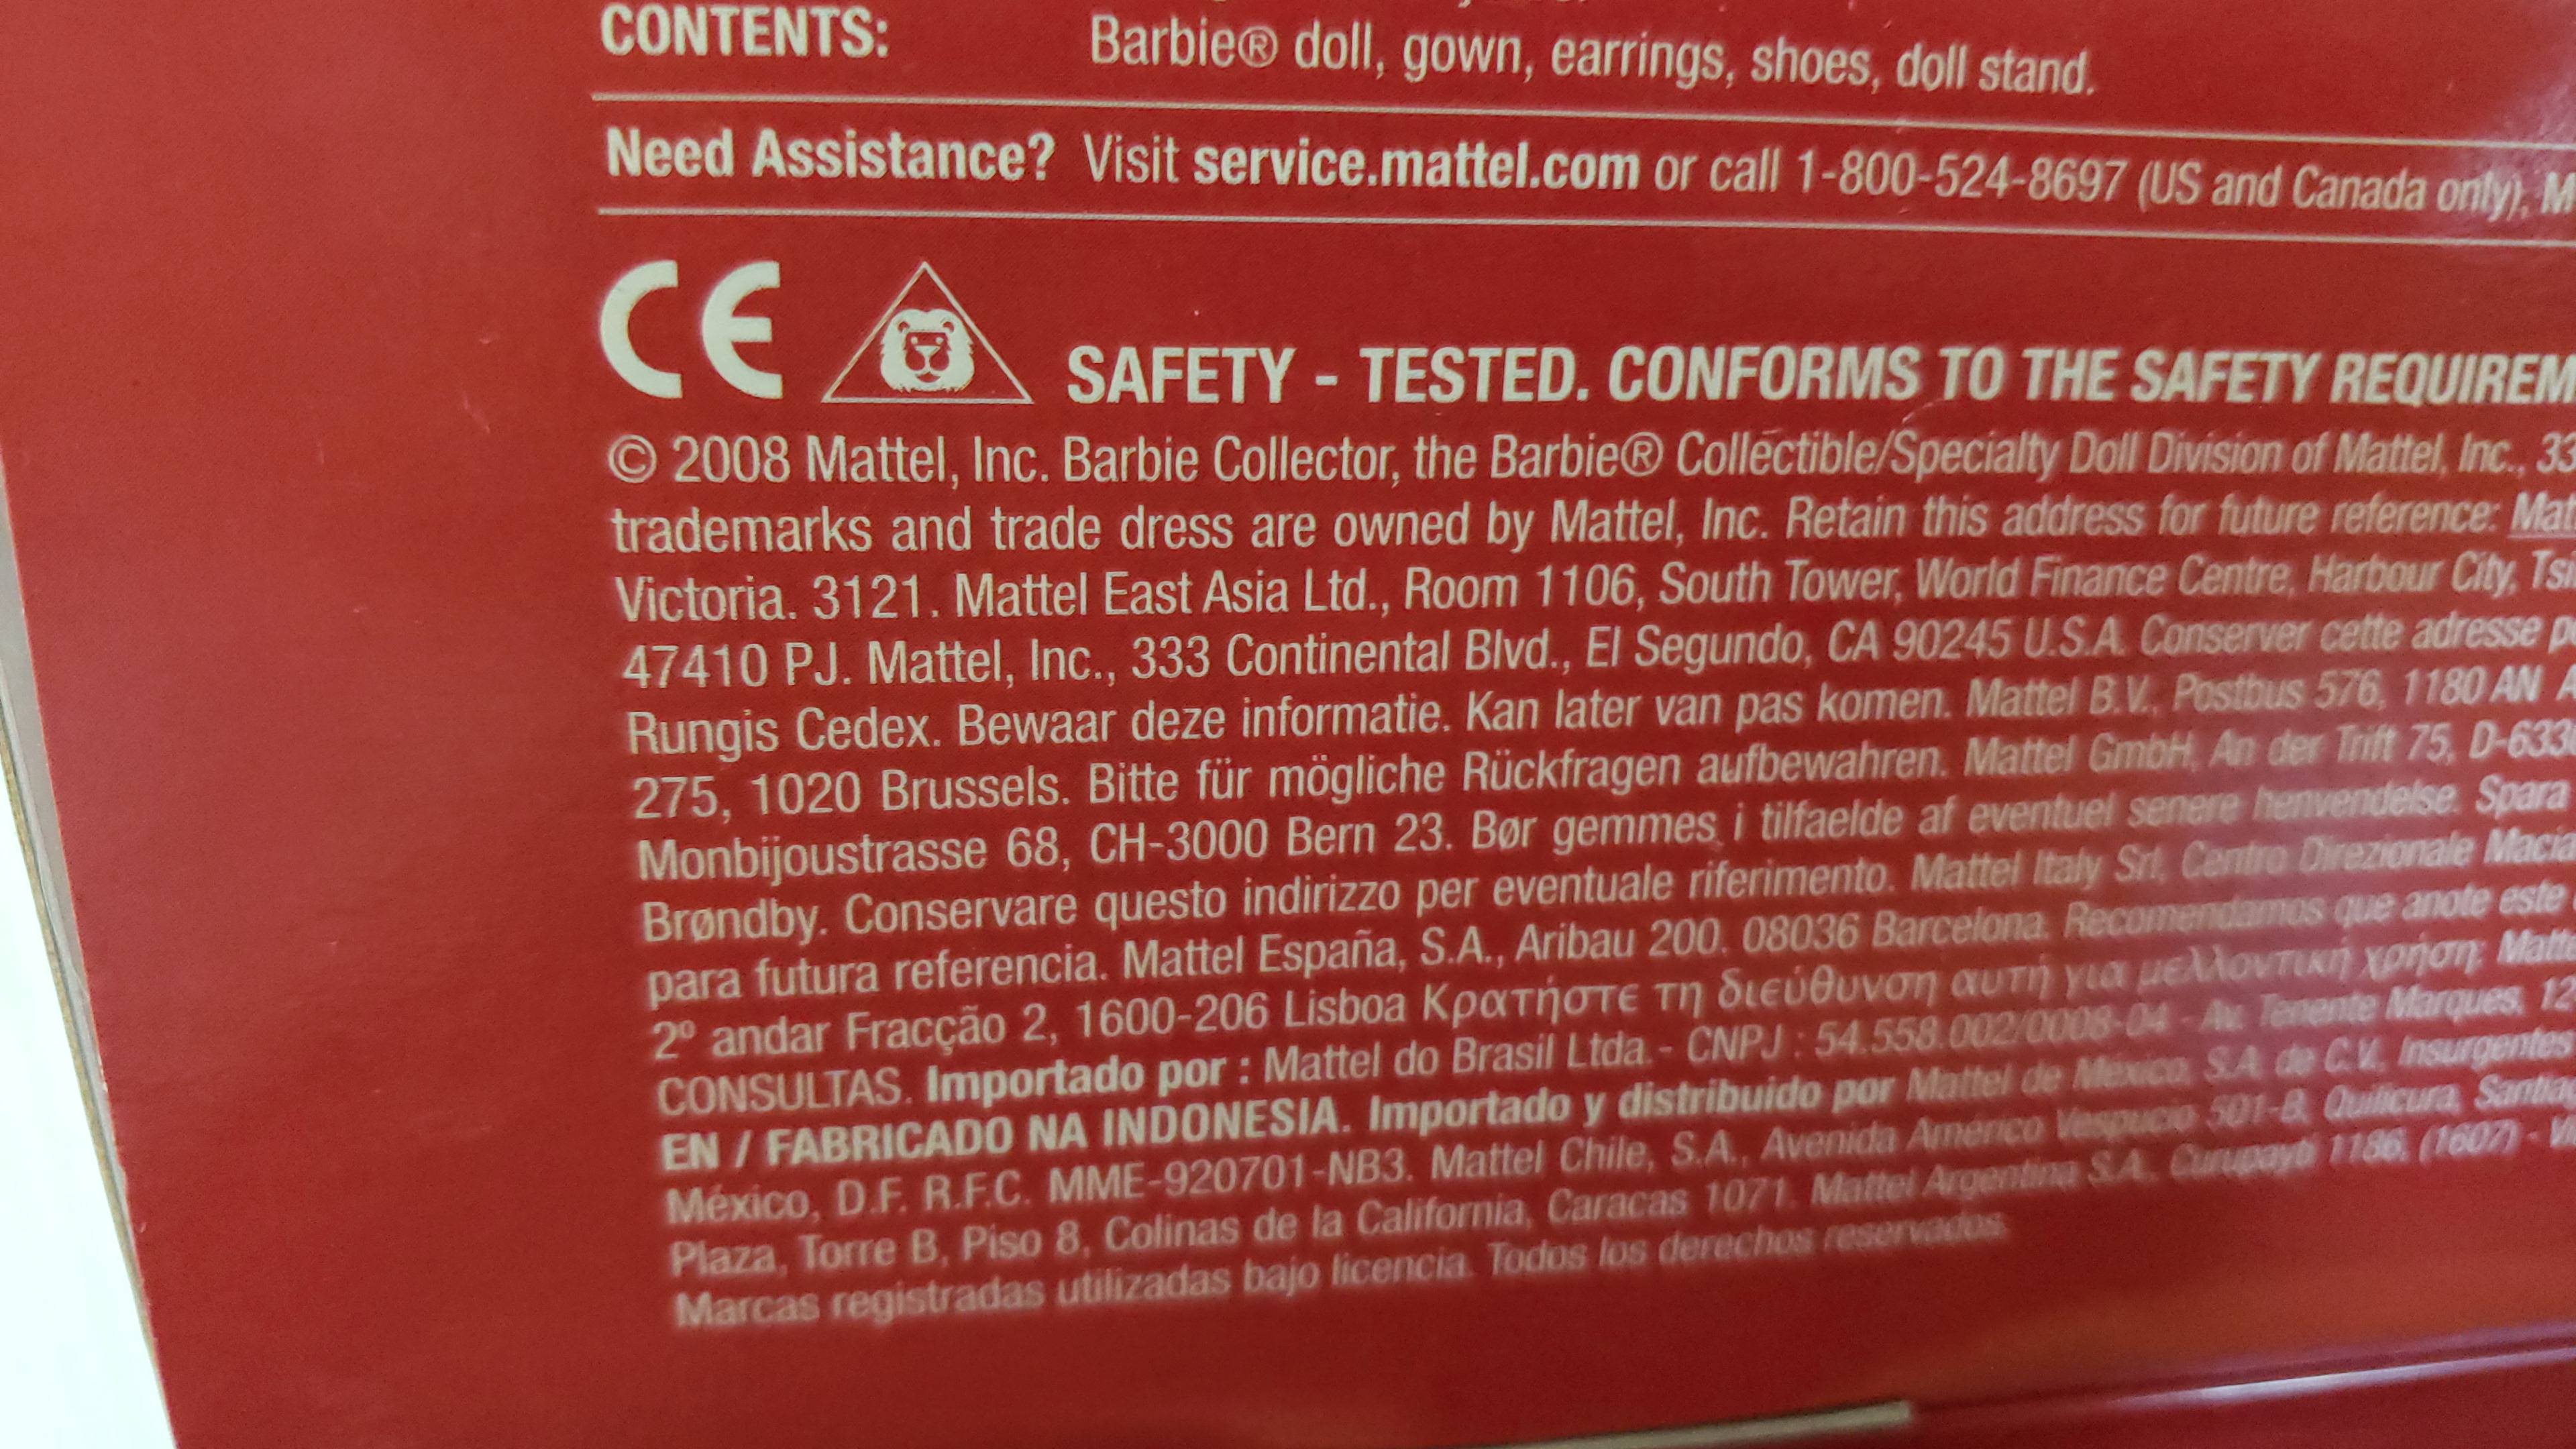 CONTENTS: Barbie® doll, gown, earrings, shoes, doll stand.
Need Assistance? Visit service.mattel.com or call 1-800-524-8697 (US and Canada only), M
CE SAFETY - TESTED. CONFORMS TO THE SAFETY REQUIREM
© 2008 Mattel, Inc. Barbie Collector, the Barbie® Collectible/Specialty Doll Division of Mattel, Inc., 33
trademarks and trade dress are owned by Mattel, Inc. Retain this address for future reference: Mat
Victoria. 3121. Mattel East Asia Ltd., Room 1106, South Tower, World Finance Centre, Harbour City, Tsi
47410 PJ. Mattel, Inc., 333 Continental Blvd., El Segundo, CA 90245 U.S.A. Conserver cette adresse p
Rungis Cedex. Bewaar deze informatie. Kan later van pas komen. Mattel B.V., Postbus 576, 1180 AN A
275, 1020 Brussels. Bitte für mögliche Rückfragen aufbewahren. Mattel GmbH, An der Trift 75, D-633
Monbijoustrasse 68, CH-3000 Bern 23. Bør gemmes i tilfaelde af eventuel senere henvendelse. Spara
Brøndby. Conservare questo indirizzo per eventuale riferimento. Mattel Italy Srl, Centro Direzionale Macia
para futura referencia. Mattel España, S.A., Aribau 200. 08036 Barcelona. Recomendamos que anote este
2º andar Fracção 2, 1600-206 Lisboa Κρατήστε τη διεύθυνση αυτή για μελλοντική χρήση: Matt
CONSULTAS. Importado por : Mattel do Brasil Ltda.- CNPJ : 54.558.002/0008-04 - Av. Tenente Marques, 12
EN / FABRICADO NA INDONESIA. Importado y distribuido por Mattel de México, S.A. de C.V., Insurgentes
México, D.F. R.F.C. MME-920701-NB3. Mattel Chile, S.A., Avenida Américo Vespucio 501-B, Quilicura, Santia
Plaza, Torre B, Piso 8, Colinas de la California, Caracas 1071. Mattel Argentina S.A., Curupaytí 1186, (1607) - V
Marcas registradas utilizadas bajo licencia. Todos los derechos reservados.